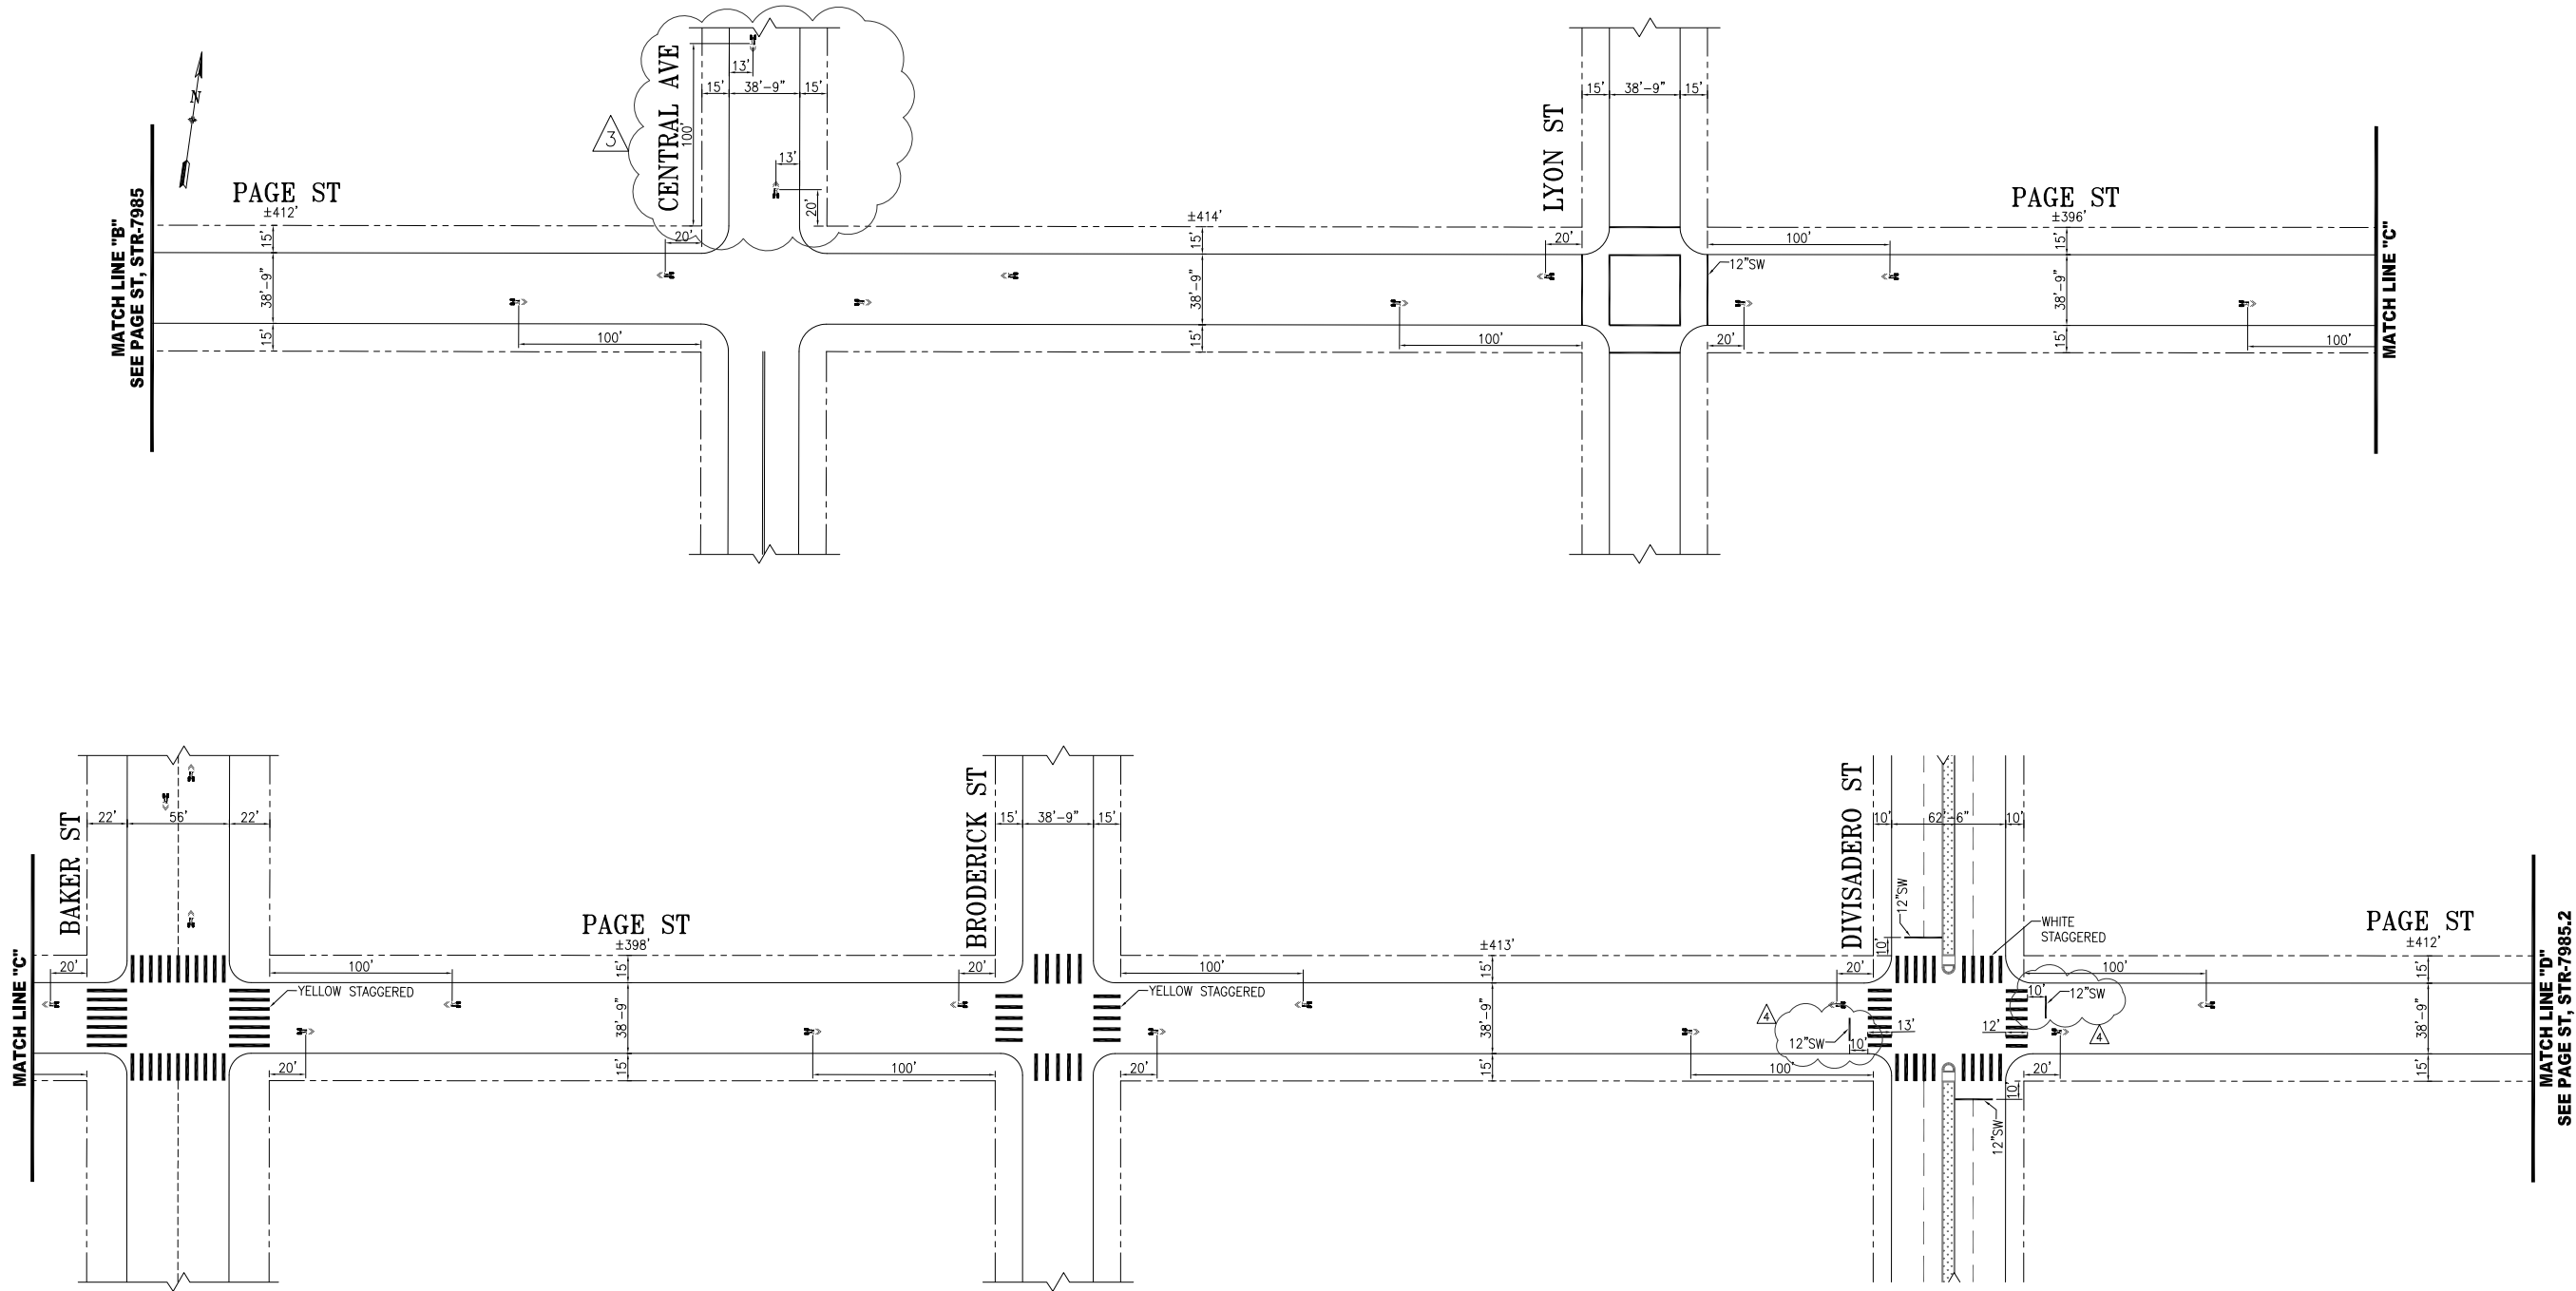 N
MATCH LINE "B"
SEE PAGE ST, STR-7985
PAGE ST
±412'
15'
38'-9"
15'
3
CENTRAL AVE
100'
13'
15'
38'-9"
15'
13'
20'
20'
100'
±414'
15'
38'-9"
15'
LYON ST
15'
38'-9"
15'
20'
100'
12"SW
100'
20'
PAGE ST
±396'
15'
38'-9"
15'
100'
MATCH LINE "C"
MATCH LINE "C"
BAKER ST
22'
56'
22'
20'
100'
YELLOW STAGGERED
20'
PAGE ST
±398'
15'
38'-9"
15'
100'
BRODERICK ST
15'
38'-9"
15'
20'
100'
YELLOW STAGGERED
20'
±413'
15'
38'-9"
15'
100'
DIVISADERO ST
10'
62'-6"
10'
12"SW
10'
20'
4
12"SW
10'
13'
12'
WHITE
STAGGERED
100'
10'
12"SW
4
20'
10'
12"SW
PAGE ST
±412'
15'
38'-9"
15'
MATCH LINE "D"
SEE PAGE ST, STR-7985.2